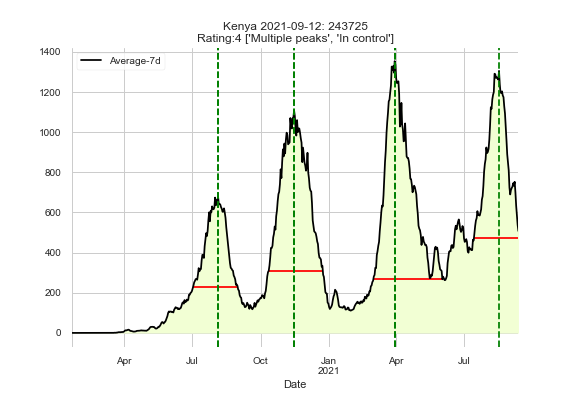 Kenya 2021-09-12: 243725
Rating:4 ['Multiple peaks', 'In control']
Average-7d
1400
1200
1000
800
600
400
200
0
Apr
Jul
Oct
Jan
2021
Apr
Jul
Date